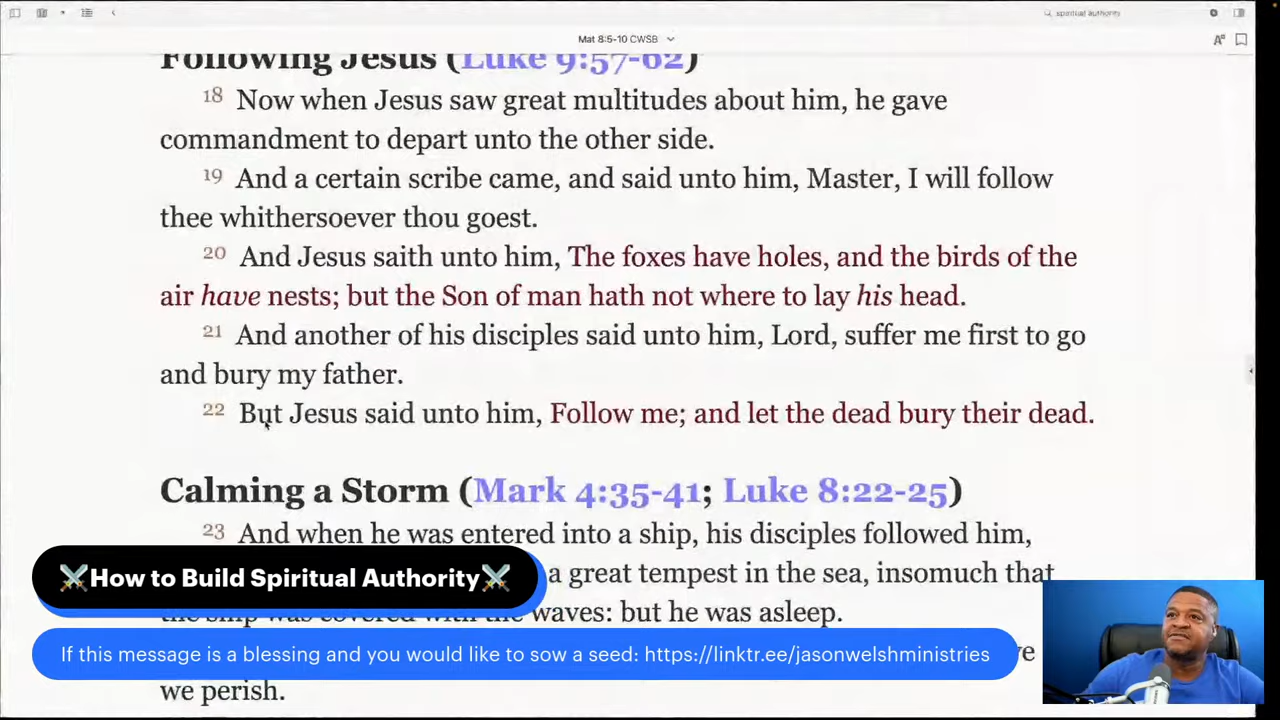 spiritual authority
Mat 8:5-10 CWSB
Following Jesus (Luke 9:57-62)
18 Now when Jesus saw great multitudes about him, he gave
commandment to depart unto the other side.
19 And a certain scribe came, and said unto him, Master, I will follow
thee whithersoever thou goest.
20 And Jesus saith unto him, The foxes have holes, and the birds of the
air have nests; but the Son of man hath not where to lay his head.
21 And another of his disciples said unto him, Lord, suffer me first to go
and bury my father.
22 But Jesus said unto him, Follow me; and let the dead bury their dead.
Calming a Storm (Mark 4:35-41; Luke 8:22-25)
23 And when he was entered into a ship, his disciples followed him,
a great tempest in the sea, insomuch that
⚔️How to Build Spiritual Authority⚔️
the ship was covered with the waves: but he was asleep.
If this message is a blessing and you would like to sow a seed: https://linktr.ee/jasonwelshministries
we perish.